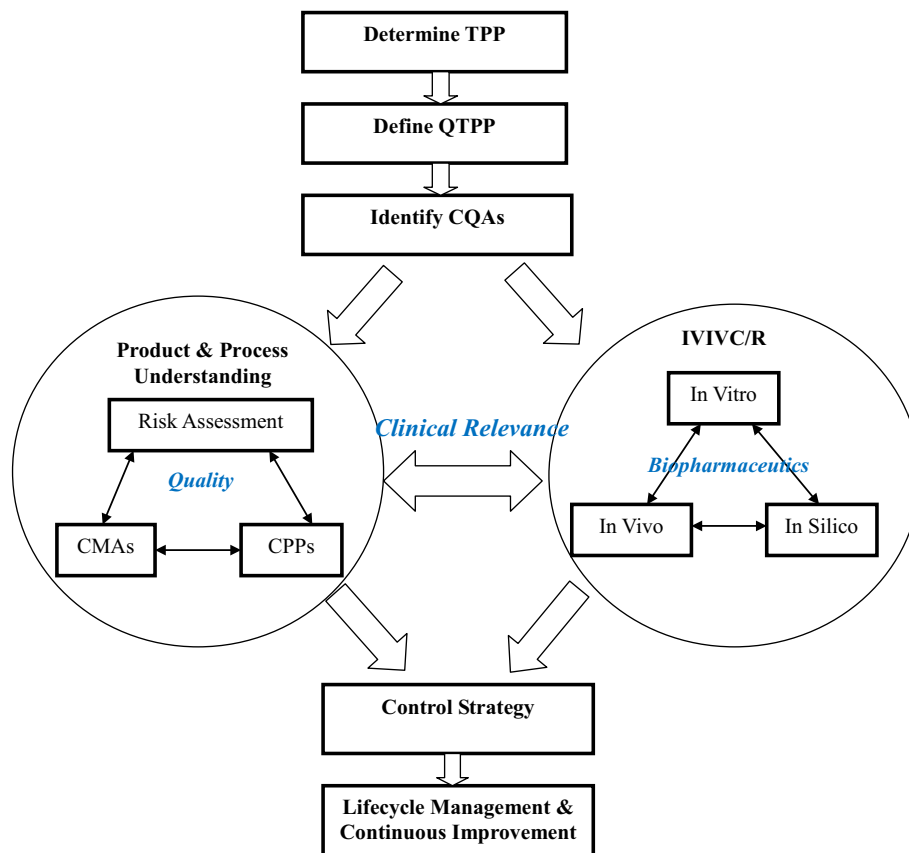 Determine TPP
Define QTPP
Identify CQAs
Product & Process
Understanding
Risk Assessment
Quality
CMAs
CPPs
Clinical Relevance
IVIVC/R
In Vitro
Biopharmaceutics
In Vivo
In Silico
Control Strategy
Lifecycle Management &
Continuous Improvement